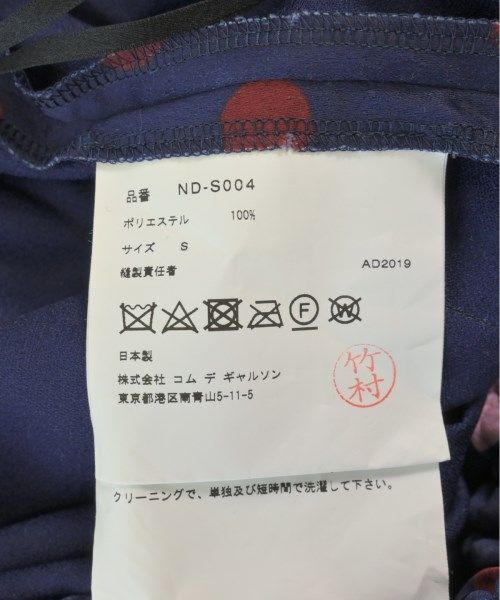 品番 ND-S004
ポリエステル 100%
サイズ S
縫製責任者
AD2019
F W
日本製
株式会社 コム デ ギャルソン
東京都港区南青山5-11-5
竹村
クリーニングで、単独及び短時間で洗濯して下さい。